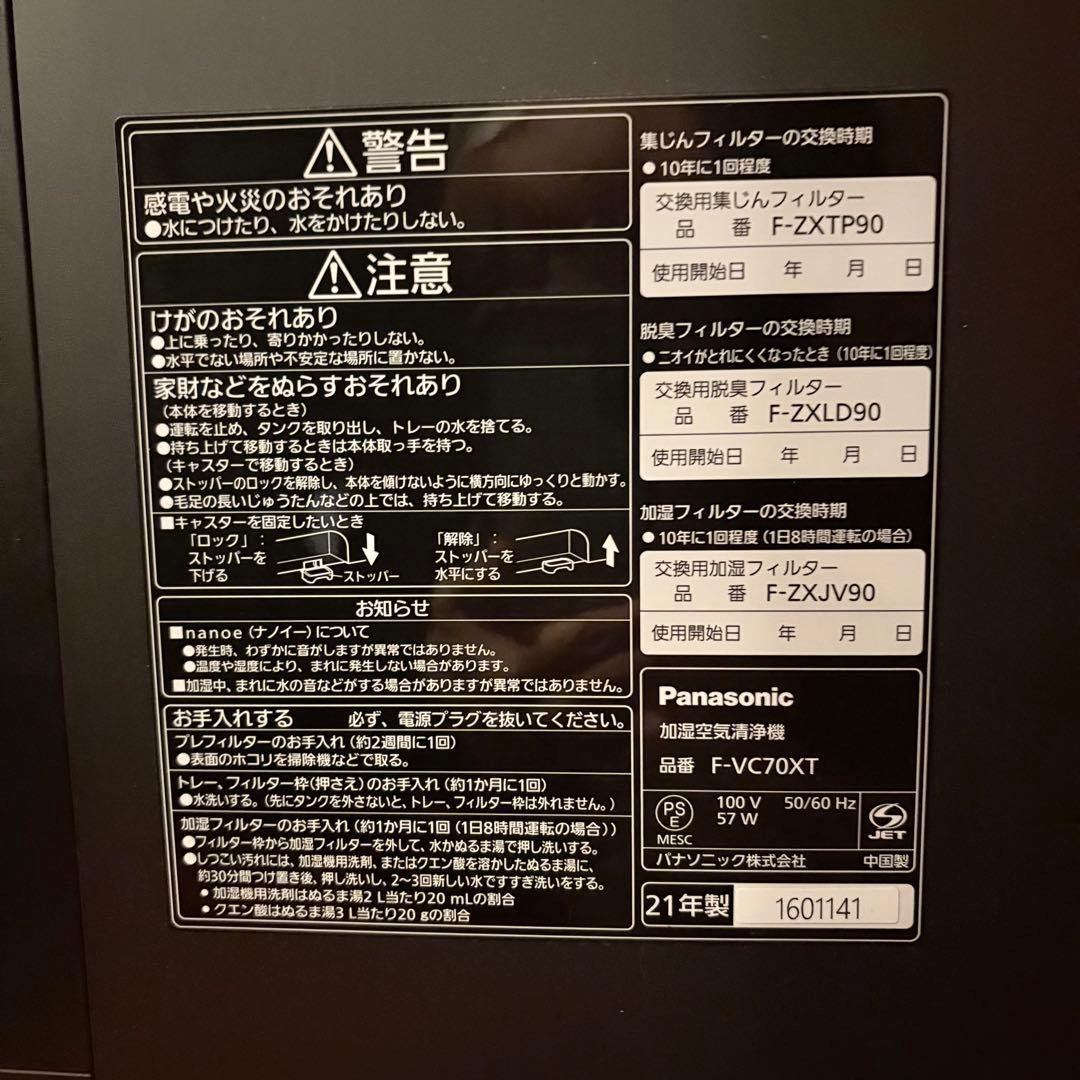 警告
感電や火災のおそれあり
●水につけたり、水をかけたりしない。
注意
けがのおそれあり
●上に乗ったり、寄りかかったりしない。
●水平でない場所や不安定な場所に置かない。
家財などをぬらすおそれあり
（本体を移動するとき）
●運転を止め、タンクを取り出し、トレーの水を捨てる。
●持ち上げて移動するときは本体取っ手を持つ。
（キャスターで移動するとき）
●ストッパーのロックを解除し、本体を傾けないように横方向にゆっくりと動かす。
●毛足の長いじゅうたんなどの上では、持ち上げて移動する。
■キャスターを固定したいとき
「ロック」：
ストッパーを
下げる
ストッパー
「解除」：
ストッパーを
水平にする
お知らせ
■nanoe（ナノイー）について
●発生時、わずかに音がしますが異常ではありません。
●温度や湿度により、まれに発生しない場合があります。
■加湿中、まれに水の音などがする場合がありますが異常ではありません。
お手入れする 必ず、電源プラグを抜いてください。
プレフィルターのお手入れ（約2週間に1回）
●表面のホコリを掃除機などで取る。
トレー、フィルター枠（押さえ）のお手入れ（約1か月に1回）
●水洗いする。（先にタンクを外さないと、トレー、フィルター枠は外れません。）
加湿フィルターのお手入れ（約1か月に1回（1日8時間運転の場合））
●フィルター枠から加湿フィルターを外して、水かぬるま湯で押し洗いする。
●しつこい汚れには、加湿機用洗剤、またはクエン酸を溶かしたぬるま湯に、
約30分間つけ置き後、押し洗いし、2～3回新しい水ですすぎ洗いをする。
• 加湿機用洗剤はぬるま湯2 L当たり20 mLの割合
• クエン酸はぬるま湯3 L当たり20 gの割合
集じんフィルターの交換時期
●10年に1回程度
交換用集じんフィルター
品 番 F-ZXTP90
使用開始日 年 月 日
脱臭フィルターの交換時期
●ニオイがとれにくくなったとき（10年に1回程度）
交換用脱臭フィルター
品 番 F-ZXLD90
使用開始日 年 月 日
加湿フィルターの交換時期
●10年に1回程度（1日8時間運転の場合）
交換用加湿フィルター
品 番 F-ZXJV90
使用開始日 年 月 日
Panasonic
加湿空気清浄機
品番 F-VC70XT
PS
E
MESC
100 V 50/60 Hz
57 W
JET
パナソニック株式会社 中国製
21年製 1601141